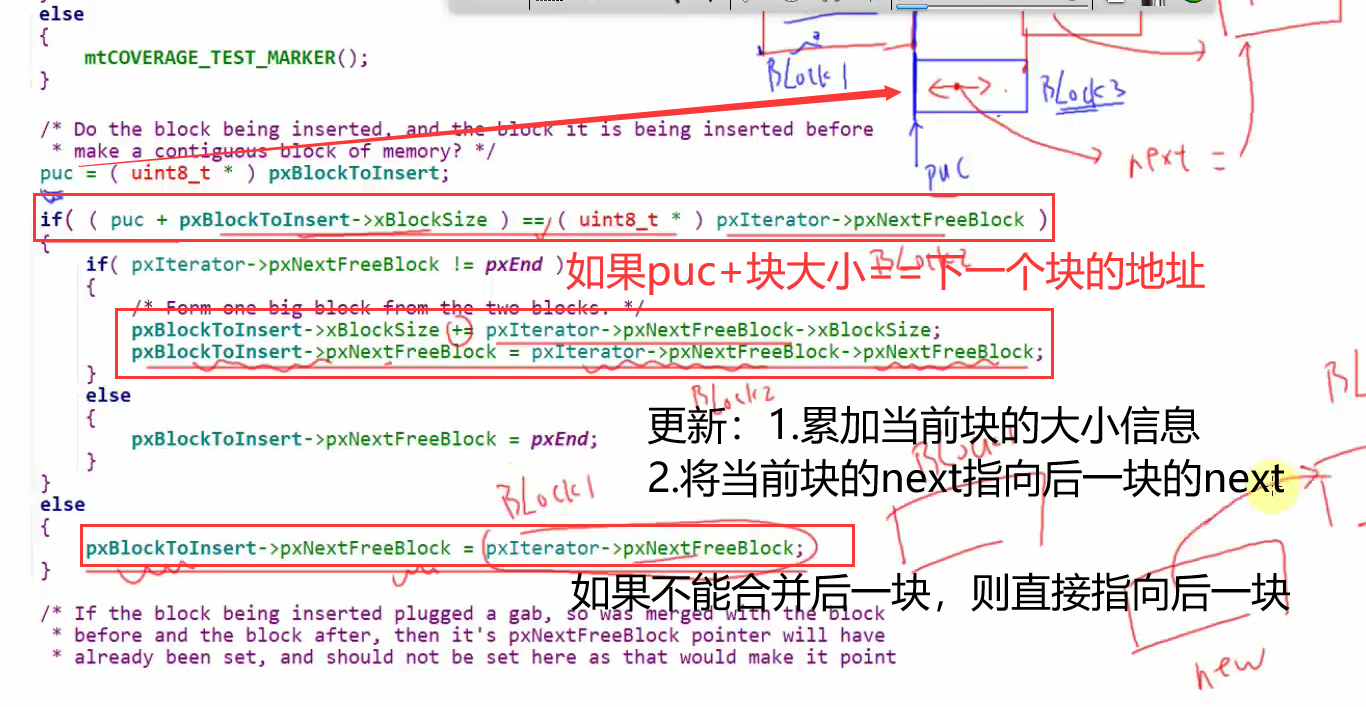 else
{
mtCOVERAGE_TEST_MARKER();
}
BLock1
BLock3
/* Do the block being inserted, and the block it is being inserted before
* make a contiguous block of memory? */
puc = ( uint8_t * ) pxBlockToInsert;
puc
next =
if( ( puc + pxBlockToInsert->xBlockSize ) == ( uint8_t * ) pxIterator->pxNextFreeBlock )
{
if( pxIterator->pxNextFreeBlock != pxEnd )
BLock2
如果puc+块大小==下一个块的地址
{
/* Form one big block from the two blocks. */
pxBlockToInsert->xBlockSize += pxIterator->pxNextFreeBlock->xBlockSize;
pxBlockToInsert->pxNextFreeBlock = pxIterator->pxNextFreeBlock->pxNextFreeBlock;
}
else
BLock2
{
更新：1.累加当前块的大小信息
pxBlockToInsert->pxNextFreeBlock = pxEnd;
}
2.将当前块的next指向后一块的next
}
else
BLock1
{
pxBlockToInsert->pxNextFreeBlock = pxIterator->pxNextFreeBlock;
}
如果不能合并后一块，则直接指向后一块
/* If the block being inserted plugged a gab, so was merged with the block
* before and the block after, then it's pxNextFreeBlock pointer will have
* already been set, and should not be set here as that would make it point
new